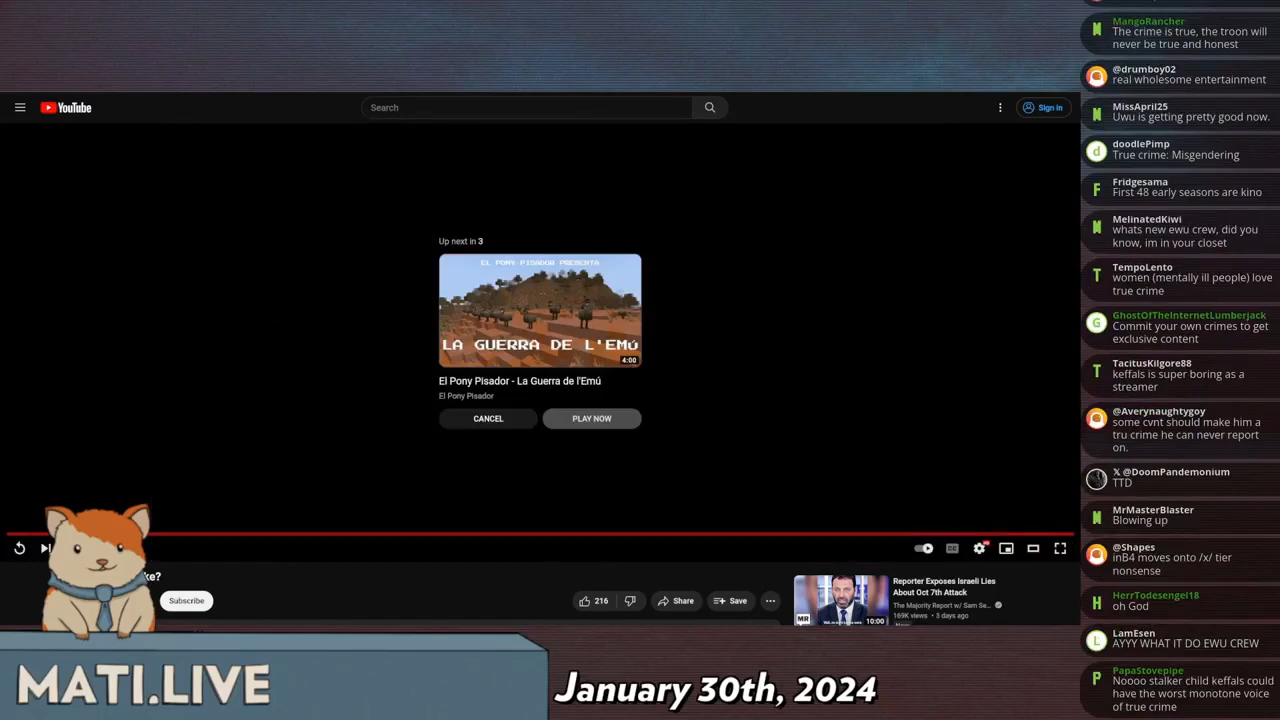 YouTube
Search
Sign in
Up next in 3
EL PONY PISADOR PRESENTA
LA GUERRA DE L'EMÚ
4:00
El Pony Pisador - La Guerra de l'Emú
El Pony Pisador
CANCEL
PLAY NOW
ke?
Subscribe
216
Share
Save
MR
10:00
Reporter Exposes Israeli Lies
About Oct 7th Attack
The Majority Report w/ Sam Se...
169K views • 3 days ago
New
MATI.LIVE
January 30th, 2024
MangoRancher
The crime is true, the troon will
never be true and honest
@drumboy02
real wholesome entertainment
MissApril25
Uwu is getting pretty good now.
doodlePimp
True crime: Misgendering
Fridgesama
First 48 early seasons are kino
MelinatedKiwi
whats new ewu crew, did you
know, im in your closet
TempoLento
women (mentally ill people) love
true crime
GhostOfTheInternetLumberjack
Commit your own crimes to get
exclusive content
TacitusKilgore88
keffals is super boring as a
streamer
@Averynaughtygoy
some cvnt should make him a
tru crime he can never report
on.
𝕏 @DoomPandemonium
TTD
MrMasterBlaster
Blowing up
@Shapes
inB4 moves onto /x/ tier
nonsense
HerrTodesengel18
oh God
LamEsen
AYYY WHAT IT DO EWU CREW
PapaStovepipe
Noooo stalker child keffals could
have the worst monotone voice
of true crime